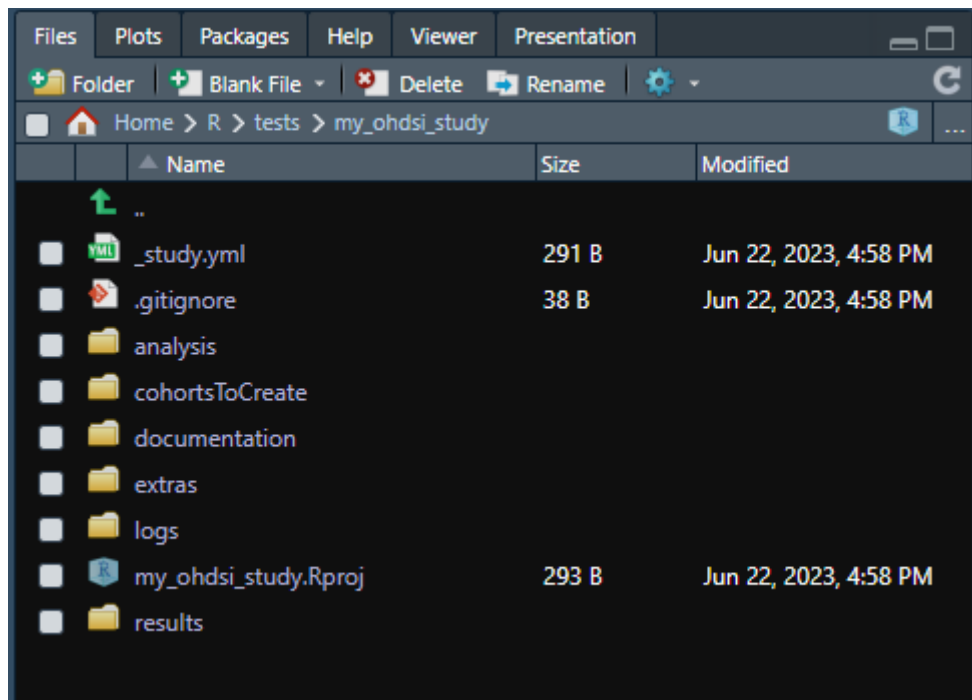 Files Plots Packages Help Viewer Presentation
Folder Blank File Delete Rename
Home R tests my_ohdsi_study R ...
Name Size Modified
..
YML _study.yml 291 B Jun 22, 2023, 4:58 PM
.gitignore 38 B Jun 22, 2023, 4:58 PM
analysis
cohortsToCreate
documentation
extras
logs
R my_ohdsi_study.Rproj 293 B Jun 22, 2023, 4:58 PM
results